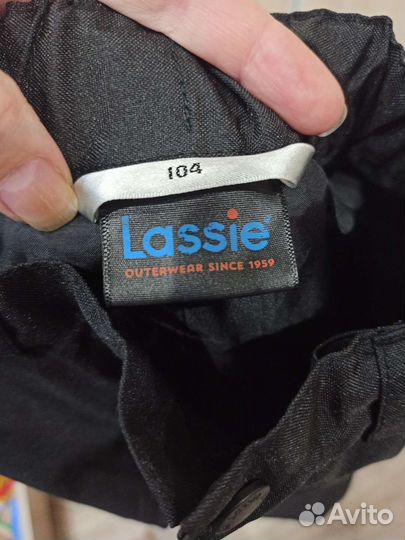 104
Lassie
OUTERWEAR SINCE 1959
Avito